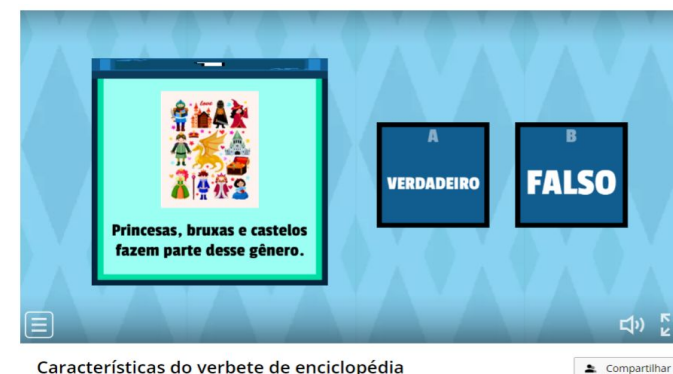 A
VERDADEIRO
B
FALSO
Princesas, bruxas e castelos
fazem parte desse gênero.
Características do verbete de enciclopédia
Compartilhar